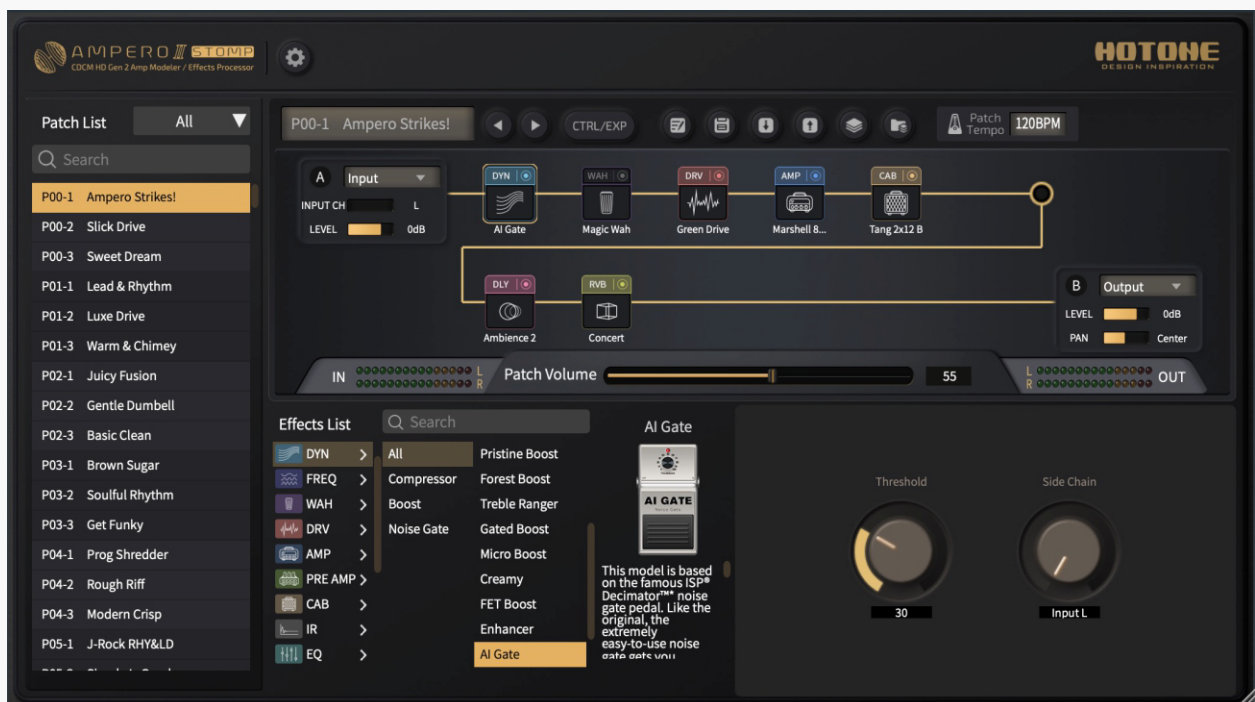 AMPERO II STOMP
CDCM HD Gen 2 Amp Modeler / Effects Processor
HOTONE
DESIGN INSPIRATION
Patch List All
Search
P00-1 Ampero Strikes!
P00-2 Slick Drive
P00-3 Sweet Dream
P01-1 Lead & Rhythm
P01-2 Luxe Drive
P01-3 Warm & Chimey
P02-1 Juicy Fusion
P02-2 Gentle Dumbell
P02-3 Basic Clean
P03-1 Brown Sugar
P03-2 Soulful Rhythm
P03-3 Get Funky
P04-1 Prog Shredder
P04-2 Rough Riff
P04-3 Modern Crisp
P05-1 J-Rock RHY&LD
P00-1 Ampero Strikes!
CTRL/EXP
Patch Tempo
120BPM
A Input
INPUT CH L
LEVEL 0dB
DYN
AI Gate
WAH
Magic Wah
DRV
Green Drive
AMP
Marshell 8...
CAB
Tang 2x12 B
DLY
Ambience 2
RVB
Concert
B Output
LEVEL 0dB
PAN Center
IN L R
Patch Volume 55
L R OUT
Effects List
DYN
FREQ
WAH
DRV
AMP
PRE AMP
CAB
IR
EQ
Search
All
Compressor
Boost
Noise Gate
Pristine Boost
Forest Boost
Treble Ranger
Gated Boost
Micro Boost
Creamy
FET Boost
Enhancer
AI Gate
AI Gate
AI GATE
Noise Gate
This model is based
on the famous ISP®
Decimator™* noise
gate pedal. Like the
original, the
extremely
easy-to-use noise
gate gets you
Threshold
30
Side Chain
Input L